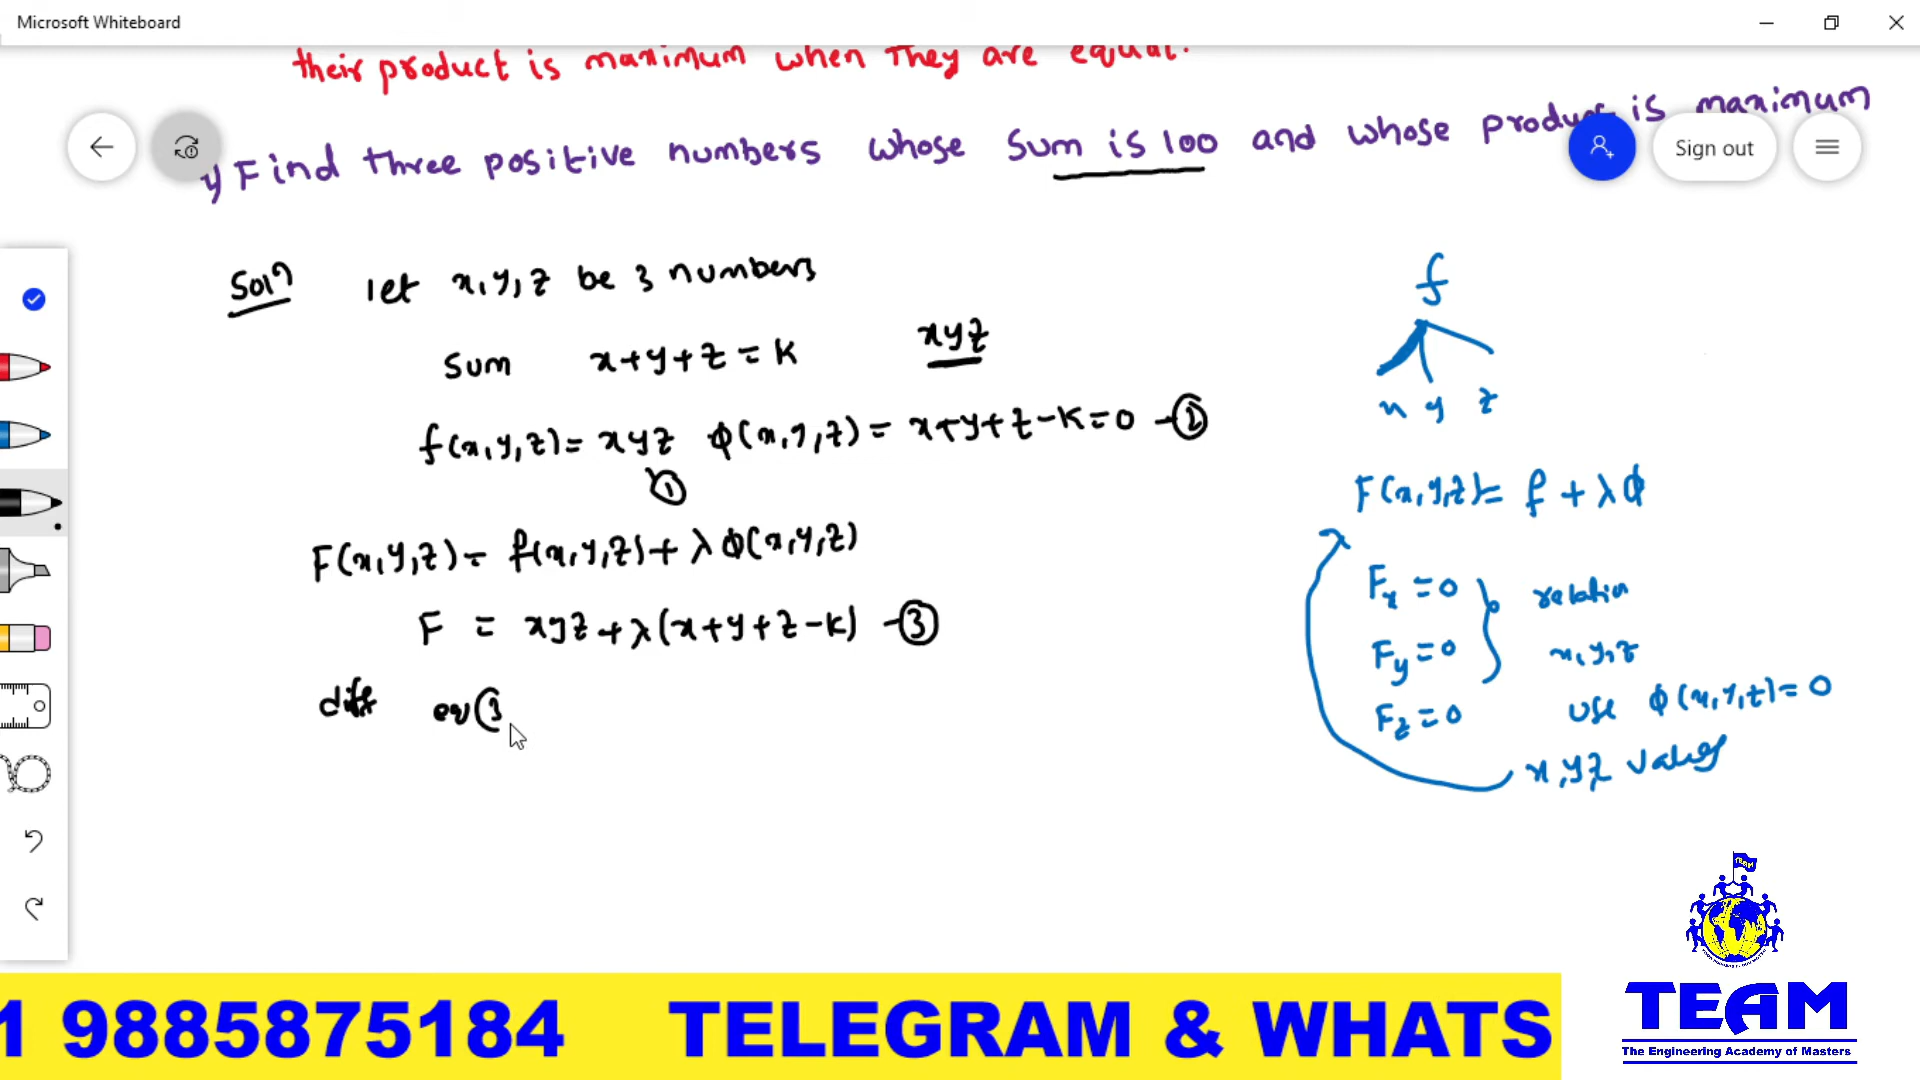 Microsoft Whiteboard
their product is maximum when they are equal.
y) Find three positive numbers whose sum is 100 and whose product is maximum
Sign out
Soln let x, y, z be 3 numbers
Sum x+y+z = k xyz
f(x,y,z) = xyz ϕ(x,y,z) = x+y+z-k=0 -②
①
F(x,y,z) = f(x,y,z) + λ ϕ(x,y,z)
F = xyz + λ(x+y+z-k) -③
diff eq (3
f
x y z
F(x,y,z) = f + λϕ
Fx = 0
Fy = 0
Fz = 0
relation
x,y,z
use ϕ(x,y,z) = 0
x,y,z values
1 9885875184 TELEGRAM & WHATS
TEAM
The Engineering Academy of Masters